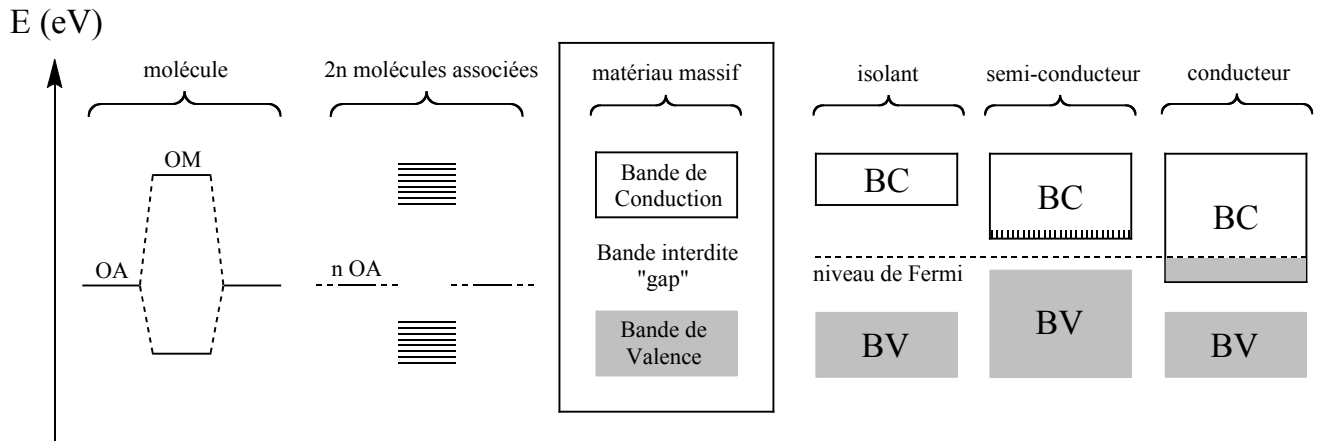 E (eV)
molécule
2n molécules associées
matériau massif
isolant
semi-conducteur
conducteur
OM
OA
n OA
Bande de
Conduction
Bande interdite
"gap"
Bande de
Valence
BC
BC
BC
niveau de Fermi
BV
BV
BV